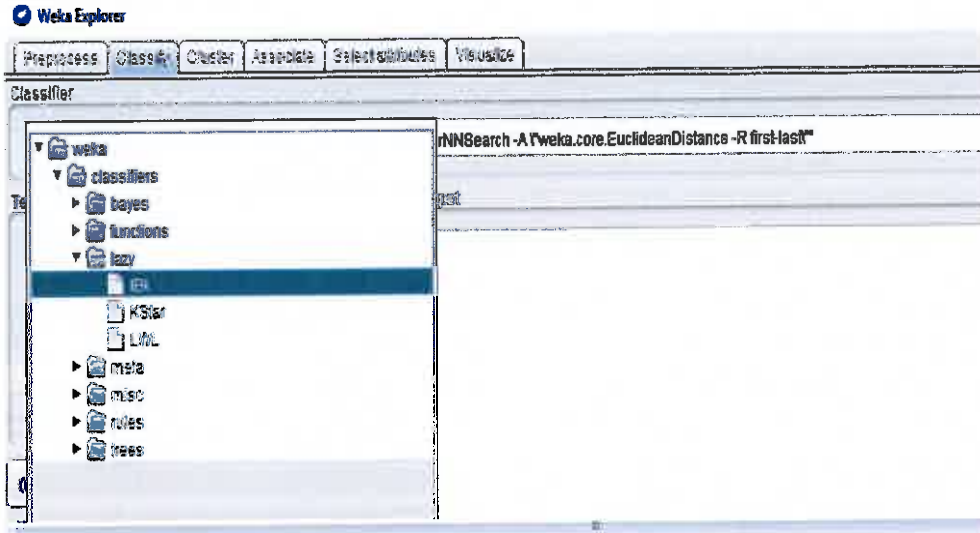 Weka Explorer
Preprocess Classify Cluster Associate Select attributes Visualize
Classifier
rNNSearch -A \"weka.core.EuclideanDistance -R first-last\""
weka
classifiers
Te
bayes
functions
lazy
KStar
LWL
meta
misc
rules
trees